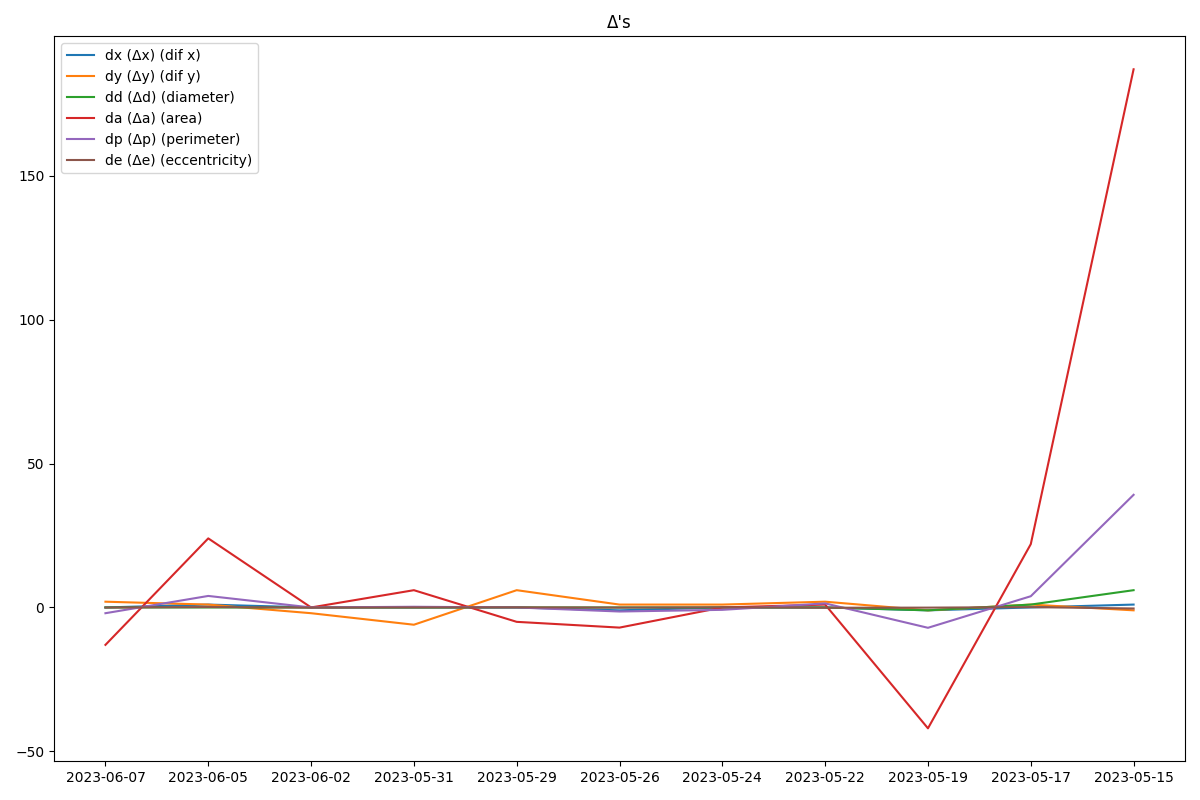 Δ's
dx (Δx) (dif x)
dy (Δy) (dif y)
dd (Δd) (diameter)
da (Δa) (area)
dp (Δp) (perimeter)
de (Δe) (eccentricity)
150
100
50
0
−50
2023-06-07 2023-06-05 2023-06-02 2023-05-31 2023-05-29 2023-05-26 2023-05-24 2023-05-22 2023-05-19 2023-05-17 2023-05-15